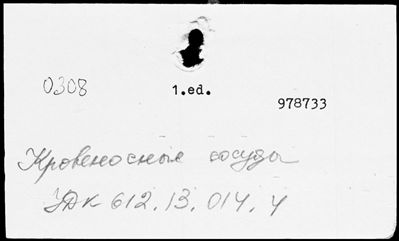 0308
1.ed.
978733
Кровеносные сосуды
УДК 612.13.014.4